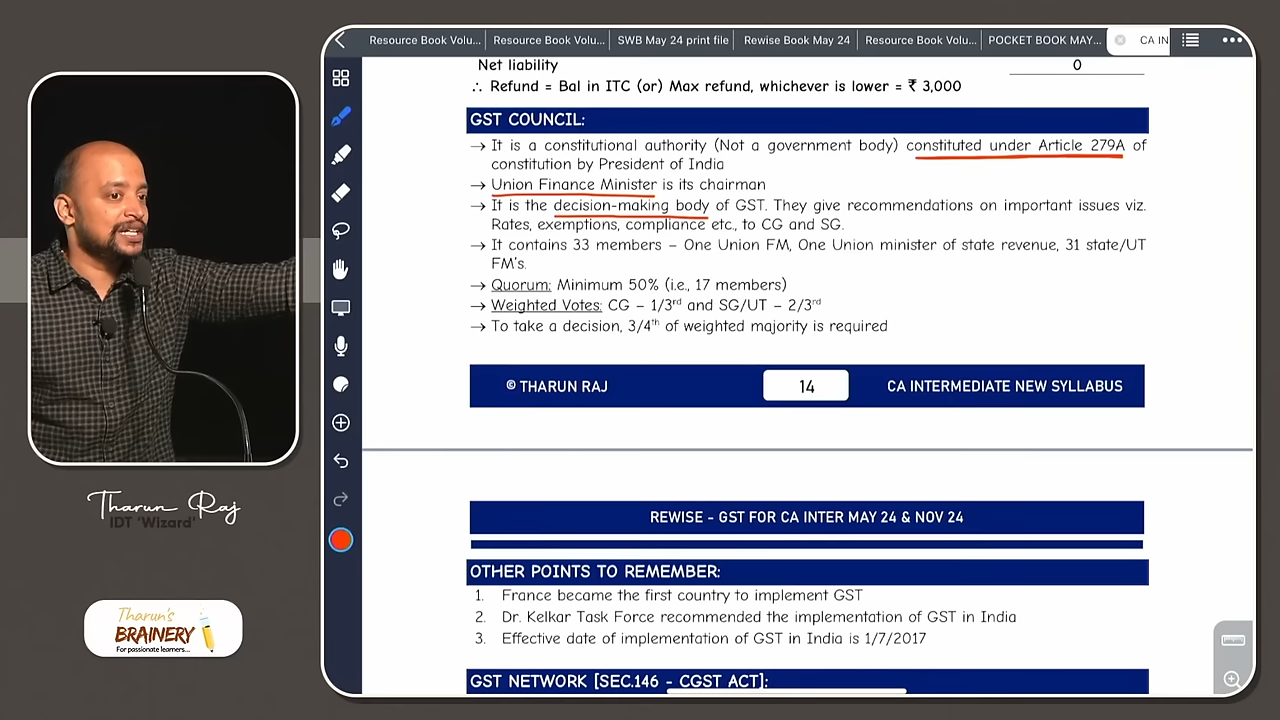 Resource Book Volu... Resource Book Volu... SWB May 24 print file Rewise Book May 24 Resource Book Volu... POCKET BOOK MAY... CA IN
Net liability 0
∴ Refund = Bal in ITC (or) Max refund, whichever is lower = ₹ 3,000
GST COUNCIL:
→ It is a constitutional authority (Not a government body) constituted under Article 279A of
constitution by President of India
→ Union Finance Minister is its chairman
→ It is the decision-making body of GST. They give recommendations on important issues viz.
Rates, exemptions, compliance etc., to CG and SG.
→ It contains 33 members – One Union FM, One Union minister of state revenue, 31 state/UT
FM's.
→ Quorum: Minimum 50% (i.e., 17 members)
→ Weighted Votes: CG – 1/3rd and SG/UT – 2/3rd
→ To take a decision, 3/4th of weighted majority is required
© THARUN RAJ 14 CA INTERMEDIATE NEW SYLLABUS
REWISE - GST FOR CA INTER MAY 24 & NOV 24
OTHER POINTS TO REMEMBER:
1. France became the first country to implement GST
2. Dr. Kelkar Task Force recommended the implementation of GST in India
3. Effective date of implementation of GST in India is 1/7/2017
GST NETWORK [SEC.146 - CGST ACT]:
Tharun Raj
IDT 'Wizard'
Tharun's
BRAINERY
For passionate learners...